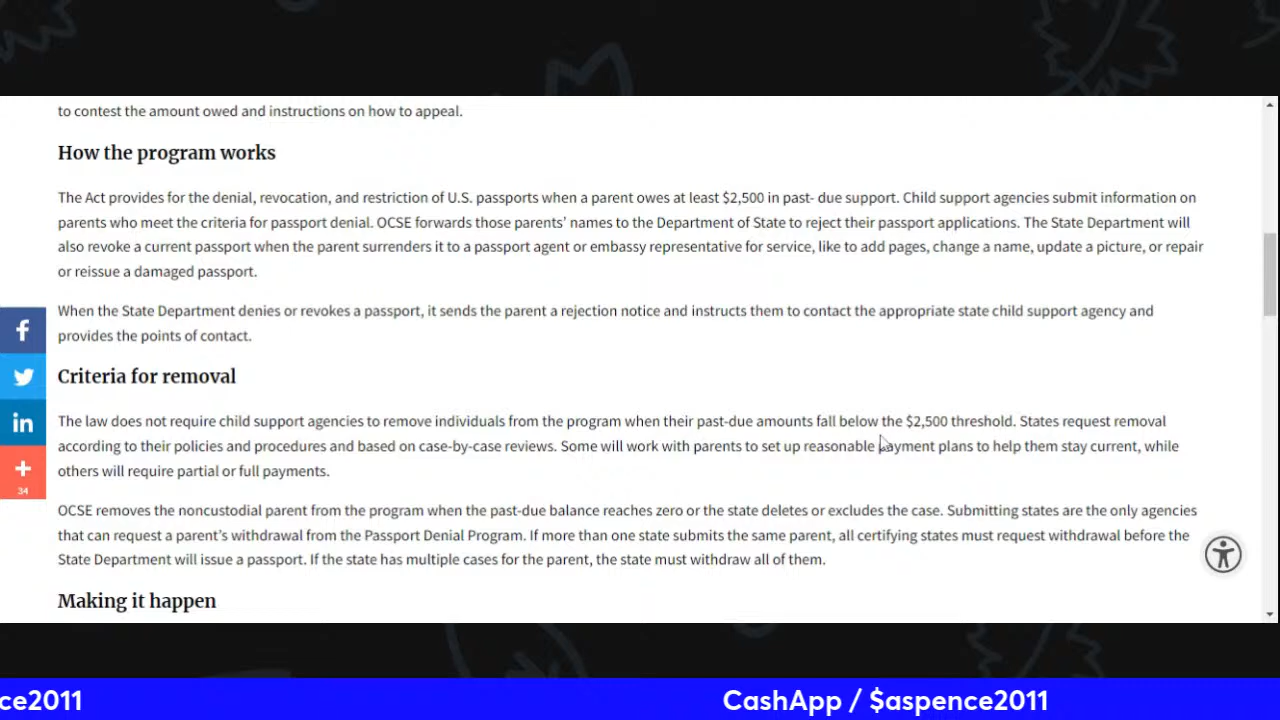 to contest the amount owed and instructions on how to appeal.
How the program works
The Act provides for the denial, revocation, and restriction of U.S. passports when a parent owes at least $2,500 in past- due support. Child support agencies submit information on
parents who meet the criteria for passport denial. OCSE forwards those parents’ names to the Department of State to reject their passport applications. The State Department will
also revoke a current passport when the parent surrenders it to a passport agent or embassy representative for service, like to add pages, change a name, update a picture, or repair
or reissue a damaged passport.
When the State Department denies or revokes a passport, it sends the parent a rejection notice and instructs them to contact the appropriate state child support agency and
provides the points of contact.
Criteria for removal
The law does not require child support agencies to remove individuals from the program when their past-due amounts fall below the $2,500 threshold. States request removal
according to their policies and procedures and based on case-by-case reviews. Some will work with parents to set up reasonable payment plans to help them stay current, while
others will require partial or full payments.
34
OCSE removes the noncustodial parent from the program when the past-due balance reaches zero or the state deletes or excludes the case. Submitting states are the only agencies
that can request a parent’s withdrawal from the Passport Denial Program. If more than one state submits the same parent, all certifying states must request withdrawal before the
State Department will issue a passport. If the state has multiple cases for the parent, the state must withdraw all of them.
Making it happen
ce2011 CashApp / $aspence2011